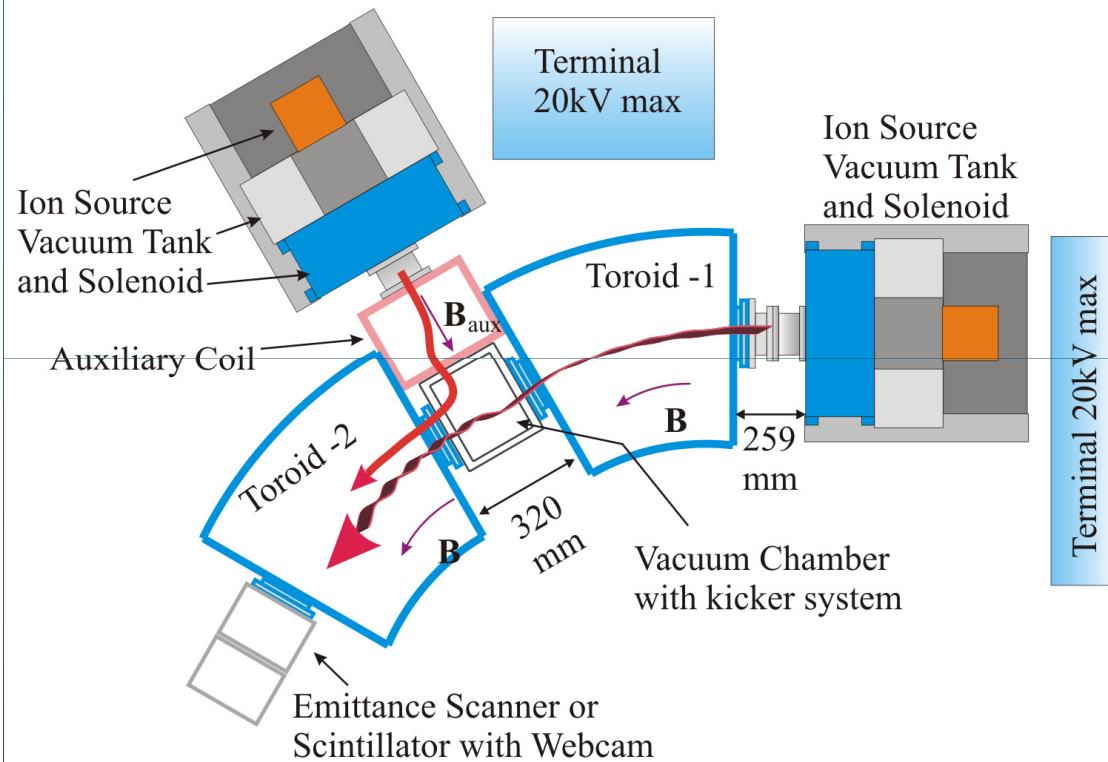 Terminal
20kV max
Ion Source
Vacuum Tank
and Solenoid
Ion Source
Vacuum Tank
and Solenoid
Toroid -1
B aux
Auxiliary Coil
B
259
mm
Terminal 20kV max
Toroid -2
320
mm
B
Vacuum Chamber
with kicker system
Emittance Scanner or
Scintillator with Webcam